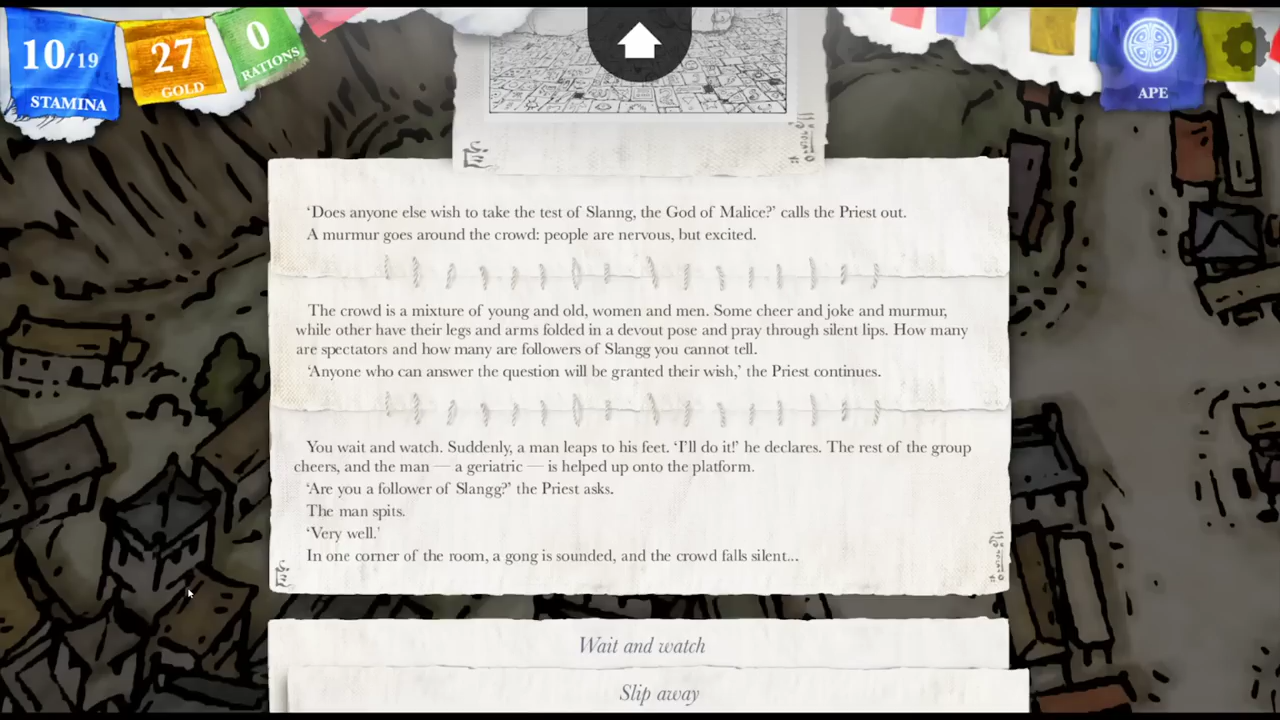 10/19
STAMINA
27
GOLD
0
RATIONS
APE
‘Does anyone else wish to take the test of Slanng, the God of Malice?’ calls the Priest out.
A murmur goes around the crowd: people are nervous, but excited.
The crowd is a mixture of young and old, women and men. Some cheer and joke and murmur,
while other have their legs and arms folded in a devout pose and pray through silent lips. How many
are spectators and how many are followers of Slangg you cannot tell.
‘Anyone who can answer the question will be granted their wish,’ the Priest continues.
You wait and watch. Suddenly, a man leaps to his feet. ‘I’ll do it!’ he declares. The rest of the group
cheers, and the man — a geriatric — is helped up onto the platform.
‘Are you a follower of Slangg?’ the Priest asks.
The man spits.
‘Very well.’
In one corner of the room, a gong is sounded, and the crowd falls silent...
Wait and watch
Slip away